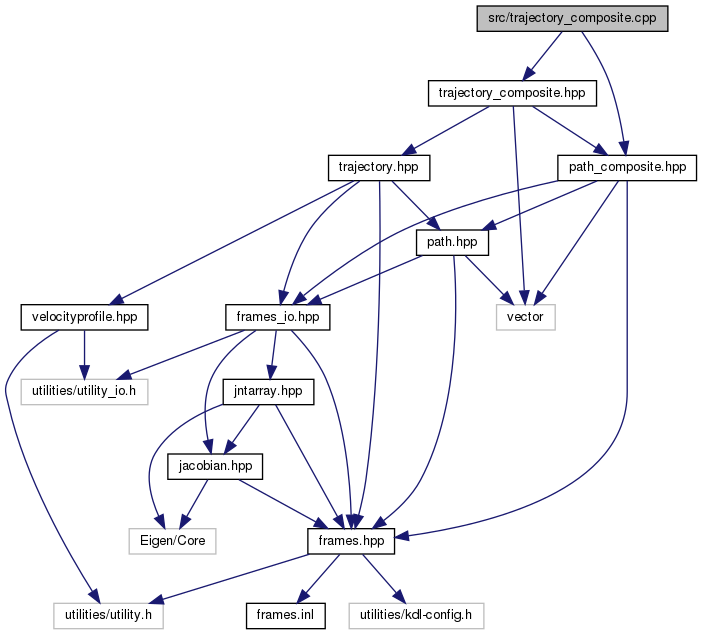 src/trajectory_composite.cpp
trajectory_composite.hpp
trajectory.hpp
path_composite.hpp
path.hpp
velocityprofile.hpp
frames_io.hpp
vector
utilities/utility_io.h
jntarray.hpp
jacobian.hpp
Eigen/Core
frames.hpp
utilities/utility.h
frames.inl
utilities/kdl-config.h